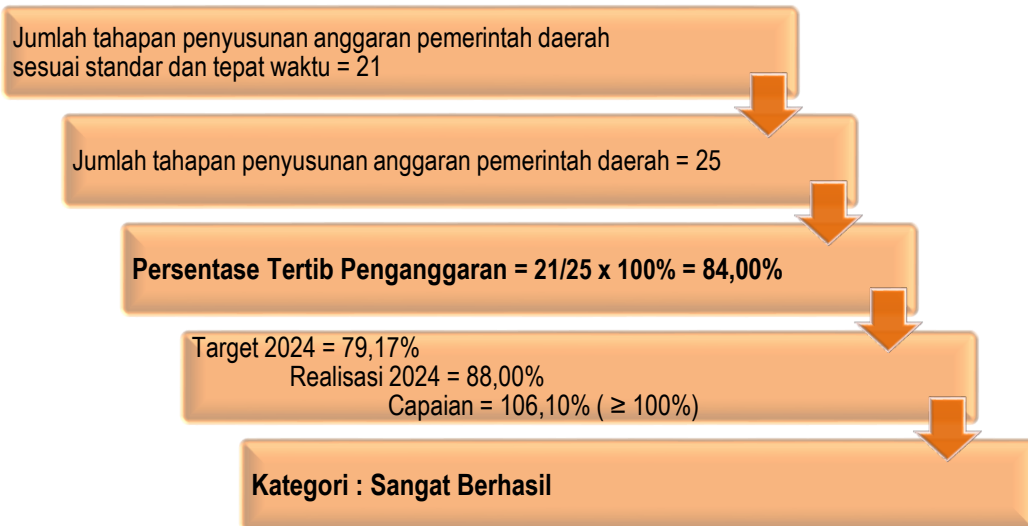 Jumlah tahapan penyusunan anggaran pemerintah daerah
sesuai standar dan tepat waktu = 21
Jumlah tahapan penyusunan anggaran pemerintah daerah = 25
Persentase Tertib Penganggaran = 21/25 x 100% = 84,00%
Target 2024 = 79,17%
Realisasi 2024 = 88,00%
Capaian = 106,10% ( ≥ 100%)
Kategori : Sangat Berhasil